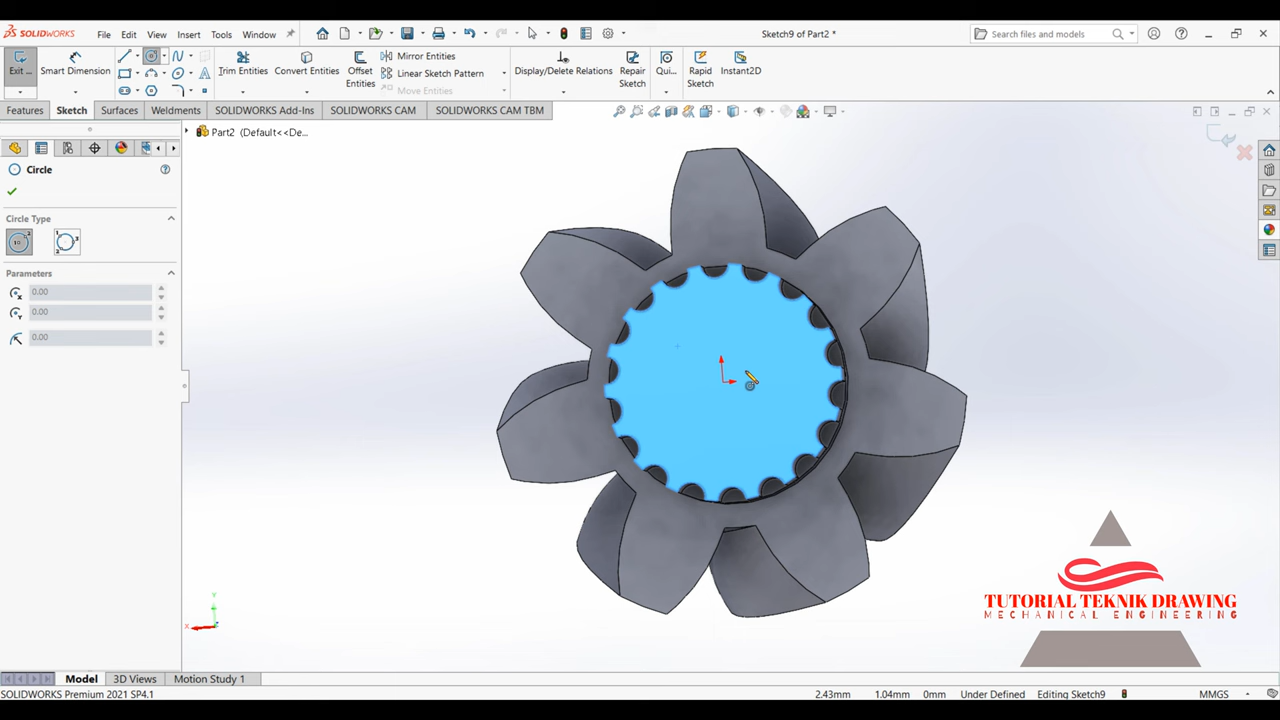 SOLIDWORKS File Edit View Insert Tools Window Sketch9 of Part2 * Search files and models
Exit ... Smart Dimension Trim Entities Convert Entities Offset Entities Mirror Entities Linear Sketch Pattern Move Entities Display/Delete Relations Repair Sketch Qui... Rapid Sketch Instant2D
Features Sketch Surfaces Weldments SOLIDWORKS Add-Ins SOLIDWORKS CAM SOLIDWORKS CAM TBM
Part2 (Default<<De...
Circle
Circle Type
Parameters
0.00
0.00
0.00
Y
X
TUTORIAL TEKNIK DRAWING
MECHANICAL ENGINEERING
Model 3D Views Motion Study 1
SOLIDWORKS Premium 2021 SP4.1 2.43mm 1.04mm 0mm Under Defined Editing Sketch9 MMGS